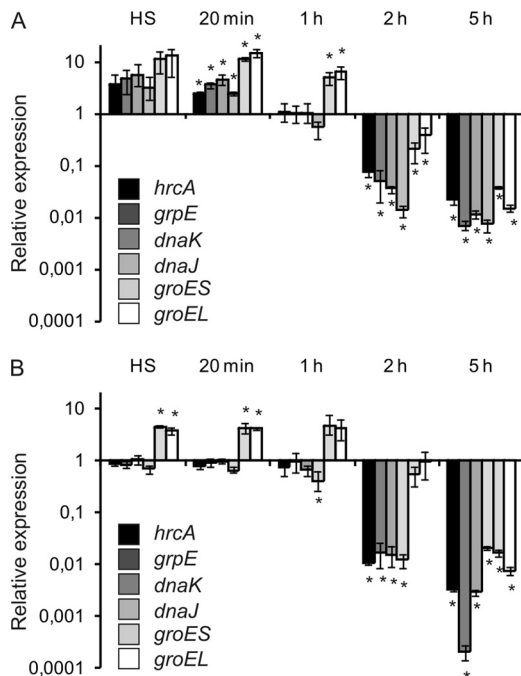 A
HS 20 min 1 h 2 h 5 h
10
1
0,1
0,01
0,001
0,0001
Relative expression
* * * * * *
* *
* * * * * *
* * * * * *
hrcA
grpE
dnaK
dnaJ
groES
groEL
B
HS 20 min 1 h 2 h 5 h
10
1
0,1
0,01
0,001
0,0001
Relative expression
* * * *
*
* * * *
* * * * * *
hrcA
grpE
dnaK
dnaJ
groES
groEL